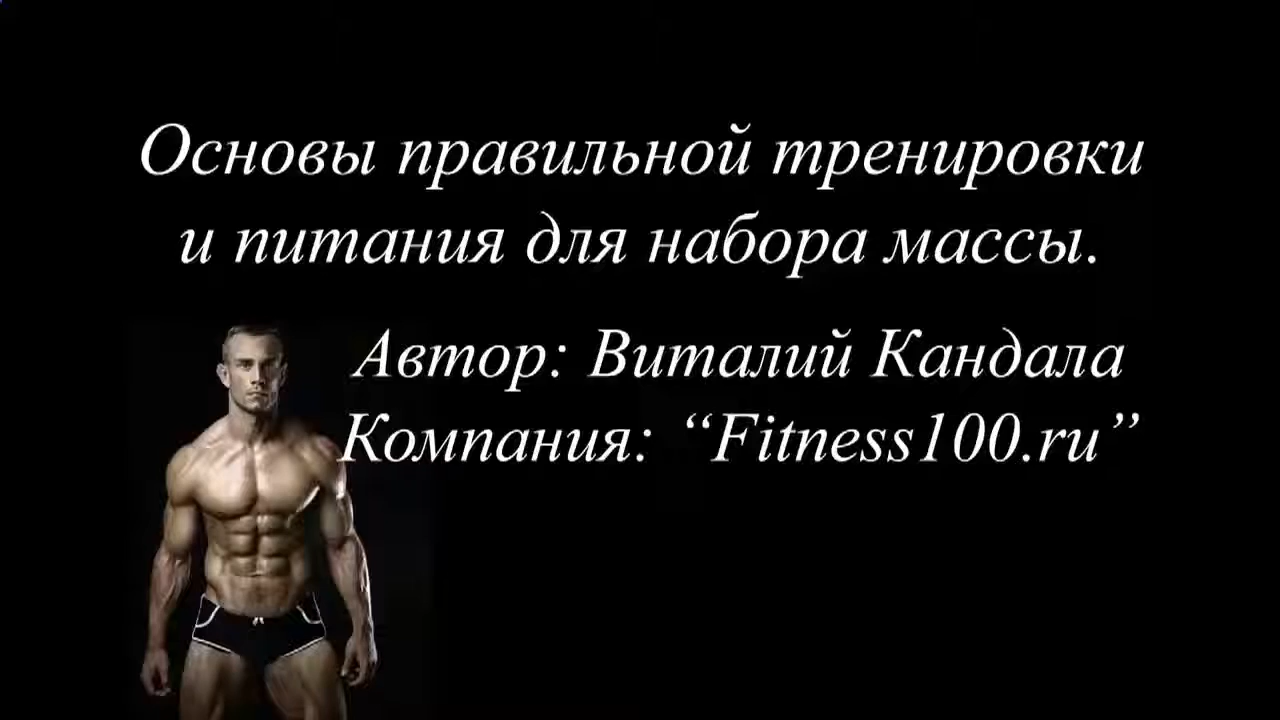 Основы правильной тренировки
и питания для набора массы.
Автор: Виталий Кандала
Компания: “Fitness100.ru”